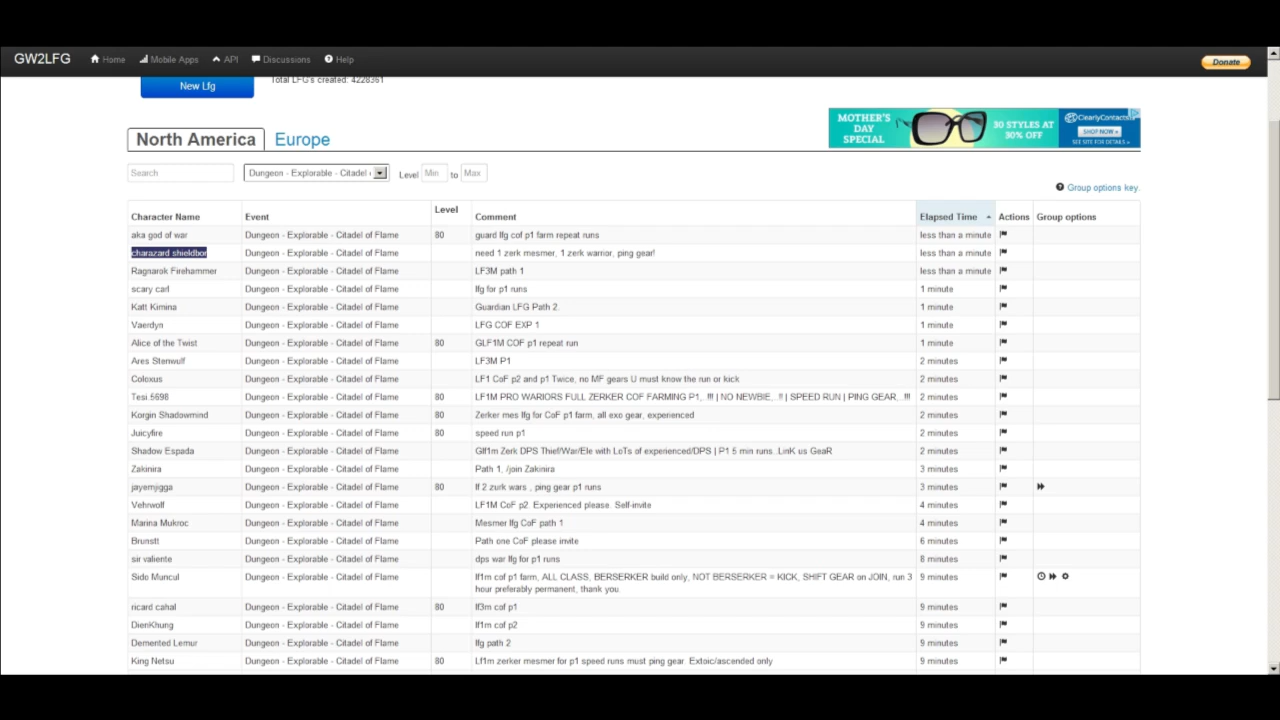 GW2LFG Home Mobile Apps API Discussions Help Donate
New Lfg Total LFG's created: 4228361
MOTHER'S DAY SPECIAL 30 STYLES AT 30% OFF ClearlyContacts SHOP NOW > SEE SITE FOR DETAILS >
North America Europe
Search Dungeon - Explorable - Citadel Level Min to Max
Group options key.
Character Name Event Level Comment Elapsed Time Actions Group options
aka god of war Dungeon - Explorable - Citadel of Flame 80 guard lfg cof p1 farm repeat runs less than a minute
charazard shieldbor Dungeon - Explorable - Citadel of Flame need 1 zerk mesmer, 1 zerk warrior, ping gear! less than a minute
Ragnarok Firehammer Dungeon - Explorable - Citadel of Flame LF3M path 1 less than a minute
scary carl Dungeon - Explorable - Citadel of Flame lfg for p1 runs 1 minute
Katt Kimina Dungeon - Explorable - Citadel of Flame Guardian LFG Path 2. 1 minute
Vaerdyn Dungeon - Explorable - Citadel of Flame LFG COF EXP 1 1 minute
Alice of the Twist Dungeon - Explorable - Citadel of Flame 80 GLF1M COF p1 repeat run 1 minute
Ares Stenwulf Dungeon - Explorable - Citadel of Flame LF3M P1 2 minutes
Coloxus Dungeon - Explorable - Citadel of Flame LF1 CoF p2 and p1 Twice, no MF gears U must know the run or kick 2 minutes
Tesi.5698 Dungeon - Explorable - Citadel of Flame 80 LF1M PRO WARIORS FULL ZERKER COF FARMING P1,. !!! | NO NEWBIE,..!! | SPEED RUN | PING GEAR,..!!! 2 minutes
Korgin Shadowmind Dungeon - Explorable - Citadel of Flame 80 Zerker mes lfg for CoF p1 farm, all exo gear, experienced 2 minutes
Juicyfire Dungeon - Explorable - Citadel of Flame 80 speed run p1 2 minutes
Shadow Espada Dungeon - Explorable - Citadel of Flame Glf1m Zerk DPS Thief/War/Ele with LoTs of experienced/DPS | P1 5 min runs..LinK us GeaR 2 minutes
Zakinira Dungeon - Explorable - Citadel of Flame Path 1, /join Zakinira 3 minutes
jayemjigga Dungeon - Explorable - Citadel of Flame 80 lf 2 zurk wars , ping gear p1 runs 3 minutes
Vehrwolf Dungeon - Explorable - Citadel of Flame LF1M CoF p2. Experienced please. Self-invite 4 minutes
Marina Mukroc Dungeon - Explorable - Citadel of Flame Mesmer lfg CoF path 1 4 minutes
Brunstt Dungeon - Explorable - Citadel of Flame Path one CoF please invite 6 minutes
sir valiente Dungeon - Explorable - Citadel of Flame dps war lfg for p1 runs 8 minutes
Sido Muncul Dungeon - Explorable - Citadel of Flame lf1m cof p1 farm, ALL CLASS, BERSERKER build only, NOT BERSERKER = KICK, SHIFT GEAR on JOIN, run 3 9 minutes
hour preferably permanent, thank you.
ricard cahal Dungeon - Explorable - Citadel of Flame 80 lf3m cof p1 9 minutes
DienKhung Dungeon - Explorable - Citadel of Flame lf1m cof p2 9 minutes
Demented Lemur Dungeon - Explorable - Citadel of Flame lfg path 2 9 minutes
King Netsu Dungeon - Explorable - Citadel of Flame 80 Lf1m zerker mesmer for p1 speed runs must ping gear. Extoic/ascended only 9 minutes